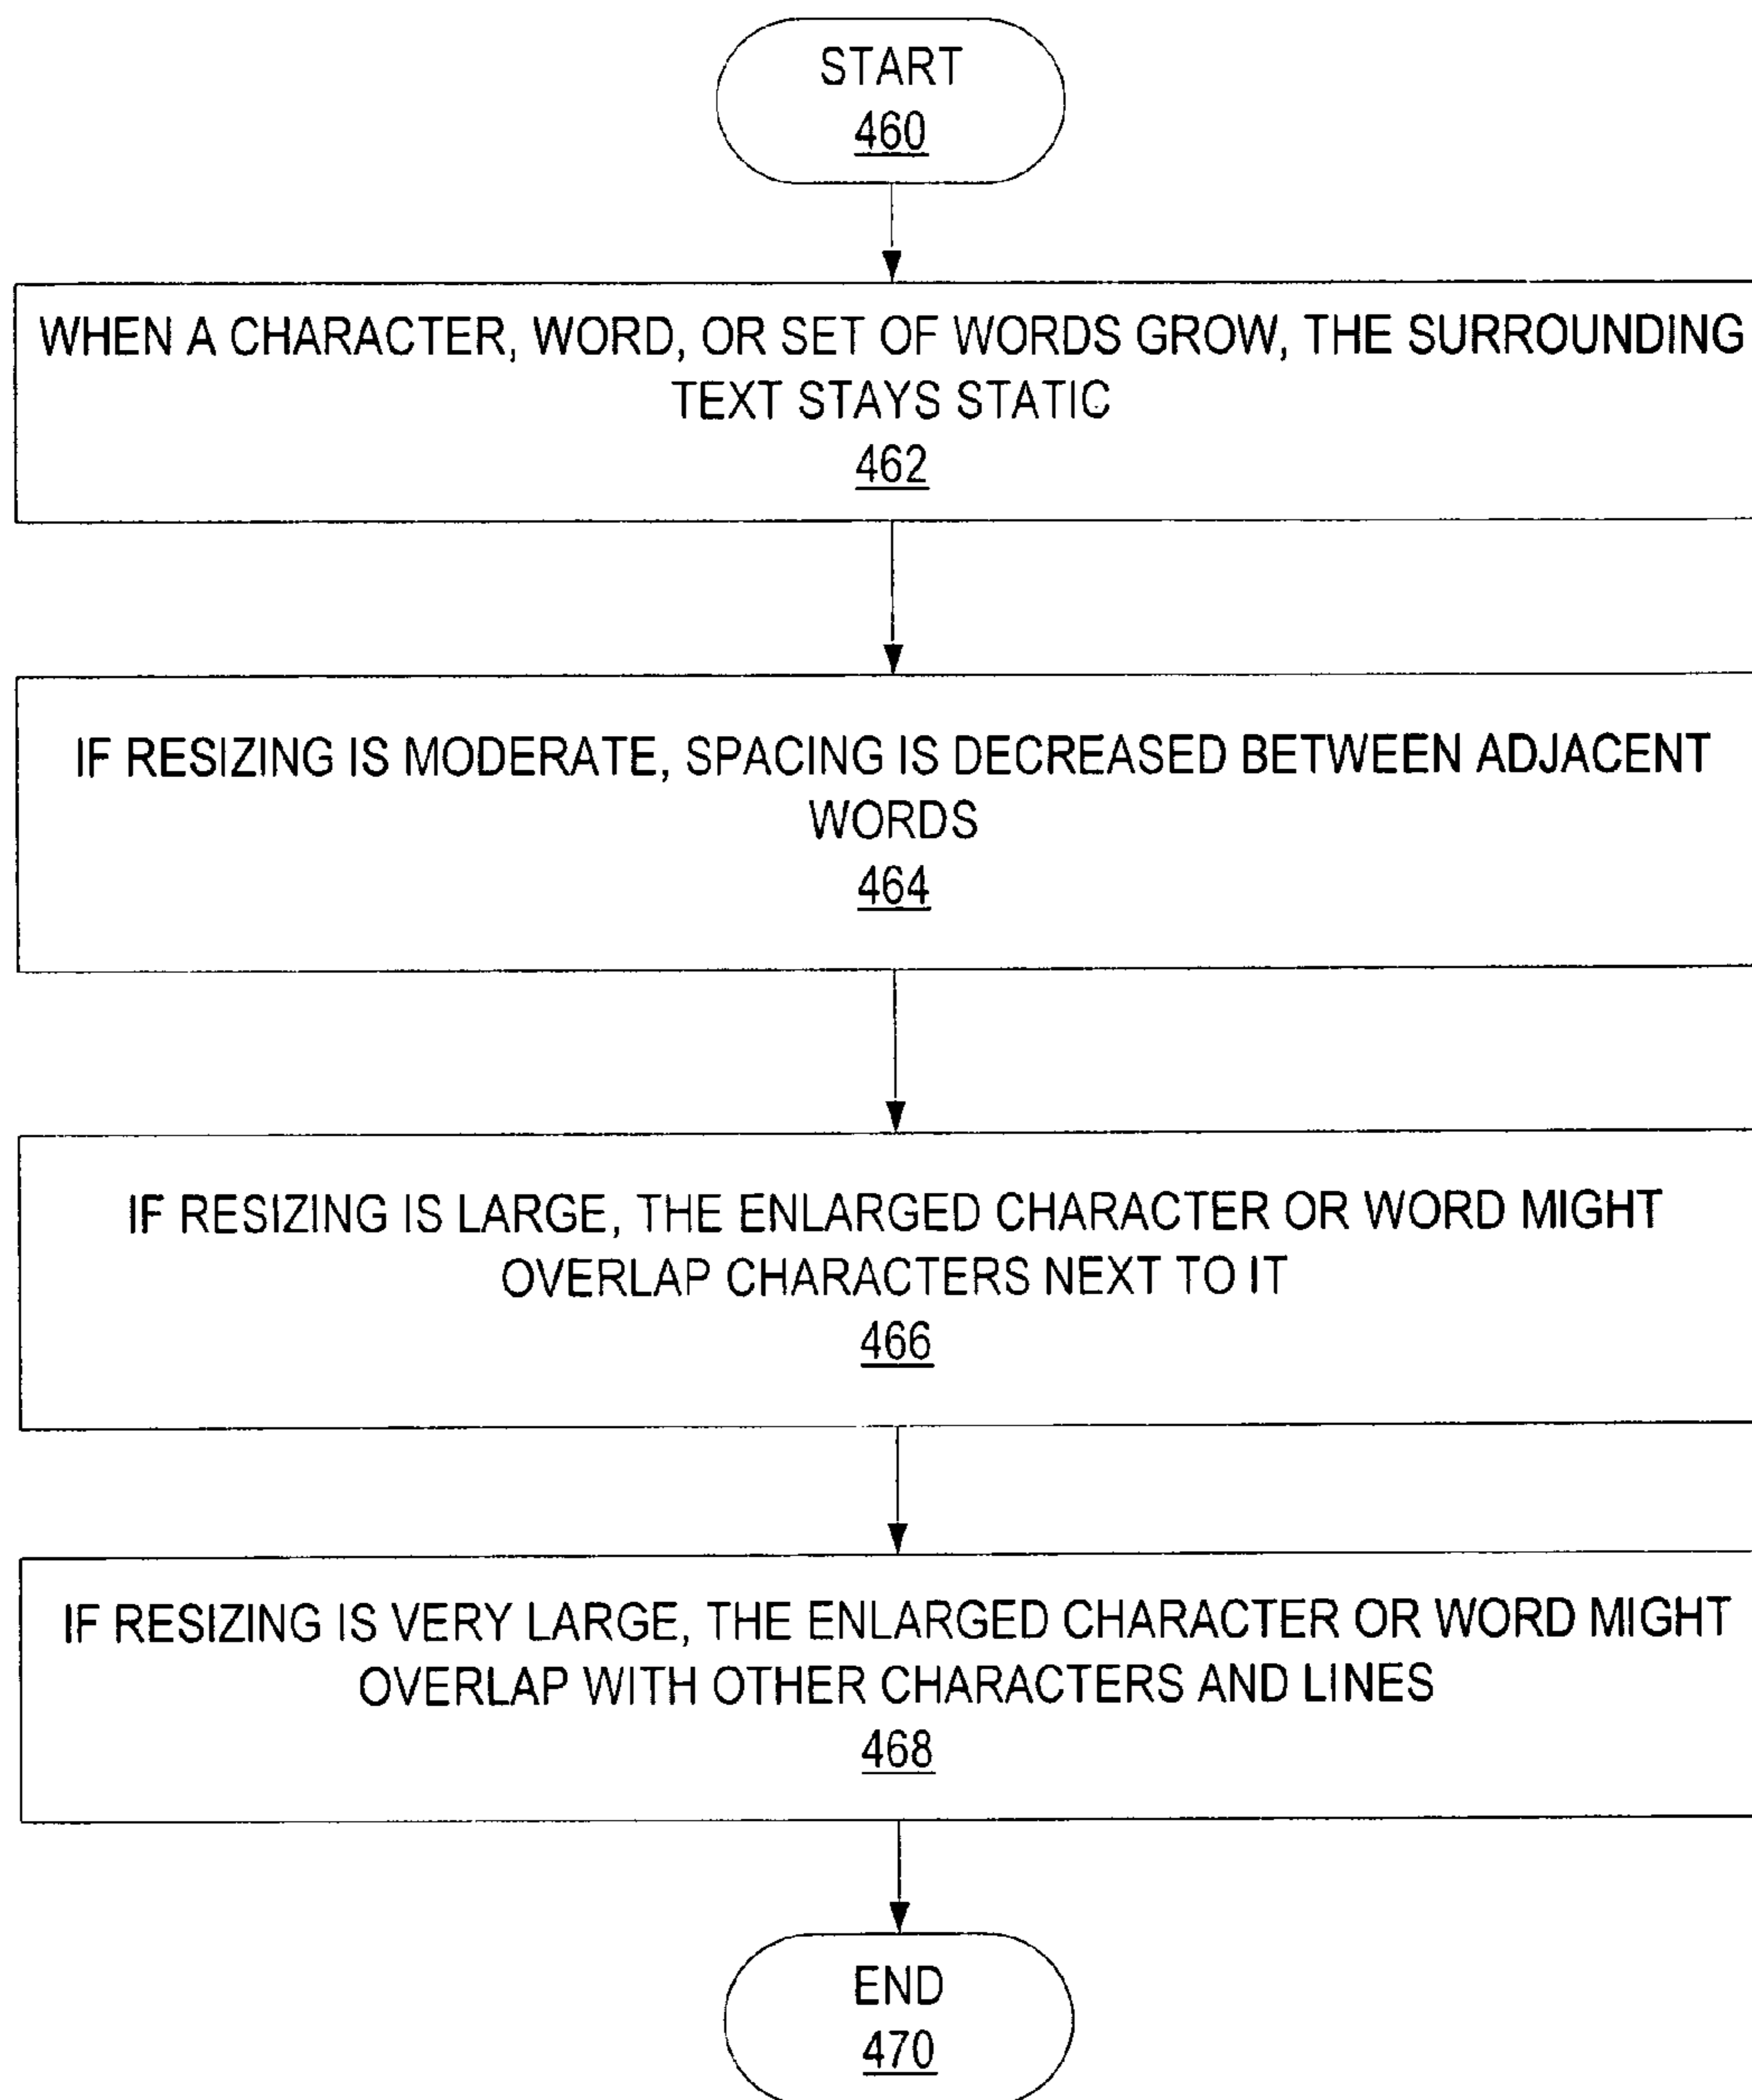 START
460
WHEN A CHARACTER, WORD, OR SET OF WORDS GROW, THE SURROUNDING
TEXT STAYS STATIC
462
IF RESIZING IS MODERATE, SPACING IS DECREASED BETWEEN ADJACENT
WORDS
464
IF RESIZING IS LARGE, THE ENLARGED CHARACTER OR WORD MIGHT
OVERLAP CHARACTERS NEXT TO IT
466
IF RESIZING IS VERY LARGE, THE ENLARGED CHARACTER OR WORD MIGHT
OVERLAP WITH OTHER CHARACTERS AND LINES
468
END
470